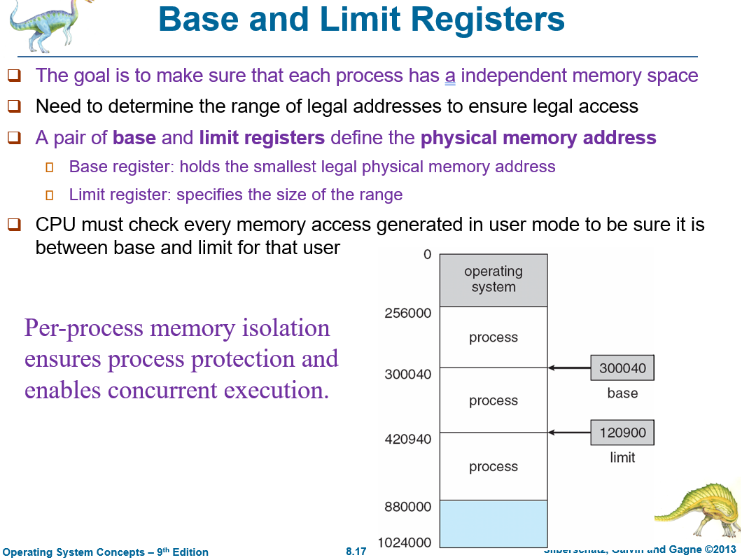 Base and Limit Registers
The goal is to make sure that each process has a independent memory space
Need to determine the range of legal addresses to ensure legal access
A pair of base and limit registers define the physical memory address
Base register: holds the smallest legal physical memory address
Limit register: specifies the size of the range
CPU must check every memory access generated in user mode to be sure it is
between base and limit for that user
Per-process memory isolation
ensures process protection and
enables concurrent execution.
0
operating
system
256000
process
300040
300040
base
process
420940
120900
limit
process
880000
1024000
Operating System Concepts – 9th Edition
8.17
and Gagne ©2013